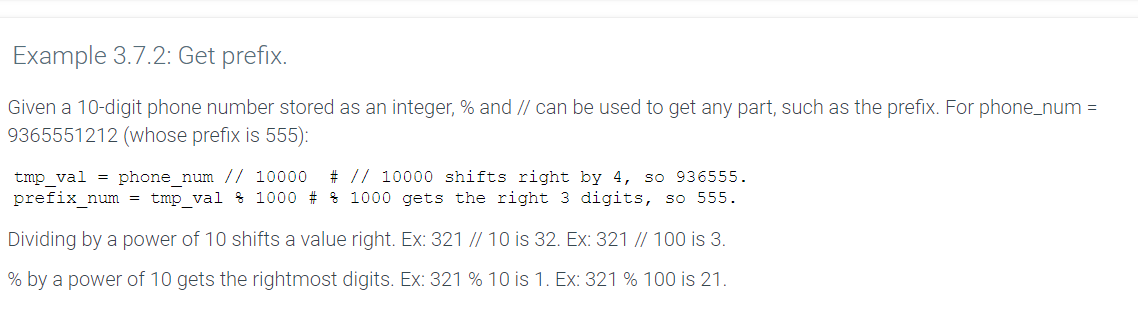 Example 3.7.2: Get prefix.
Given a 10-digit phone number stored as an integer, % and // can be used to get any part, such as the prefix. For phone_num =
9365551212 (whose prefix is 555):
tmp_val = phone_num // 10000  # // 10000 shifts right by 4, so 936555.
prefix_num = tmp_val % 1000 # % 1000 gets the right 3 digits, so 555.
Dividing by a power of 10 shifts a value right. Ex: 321 // 10 is 32. Ex: 321 // 100 is 3.
% by a power of 10 gets the rightmost digits. Ex: 321 % 10 is 1. Ex: 321 % 100 is 21.